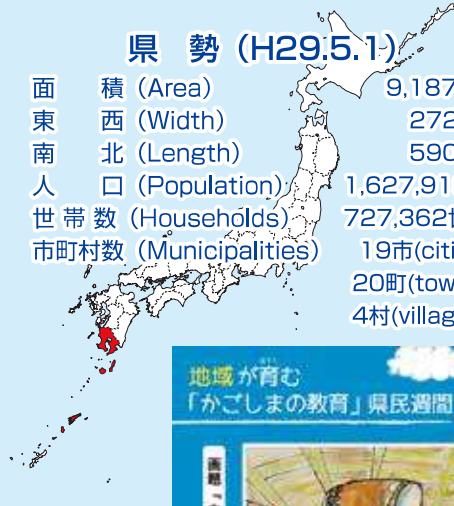 県 勢 (H29.5.1)
面 積 (Area) 9,187
東 西 (Width) 272
南 北 (Length) 590
人 口 (Population) 1,627,91
世帯数 (Households) 727,362
市町村数 (Municipalities) 19市(citi
20町(tow
4村(villag
地域が育む
「かごしまの教育」県民週間
画題「